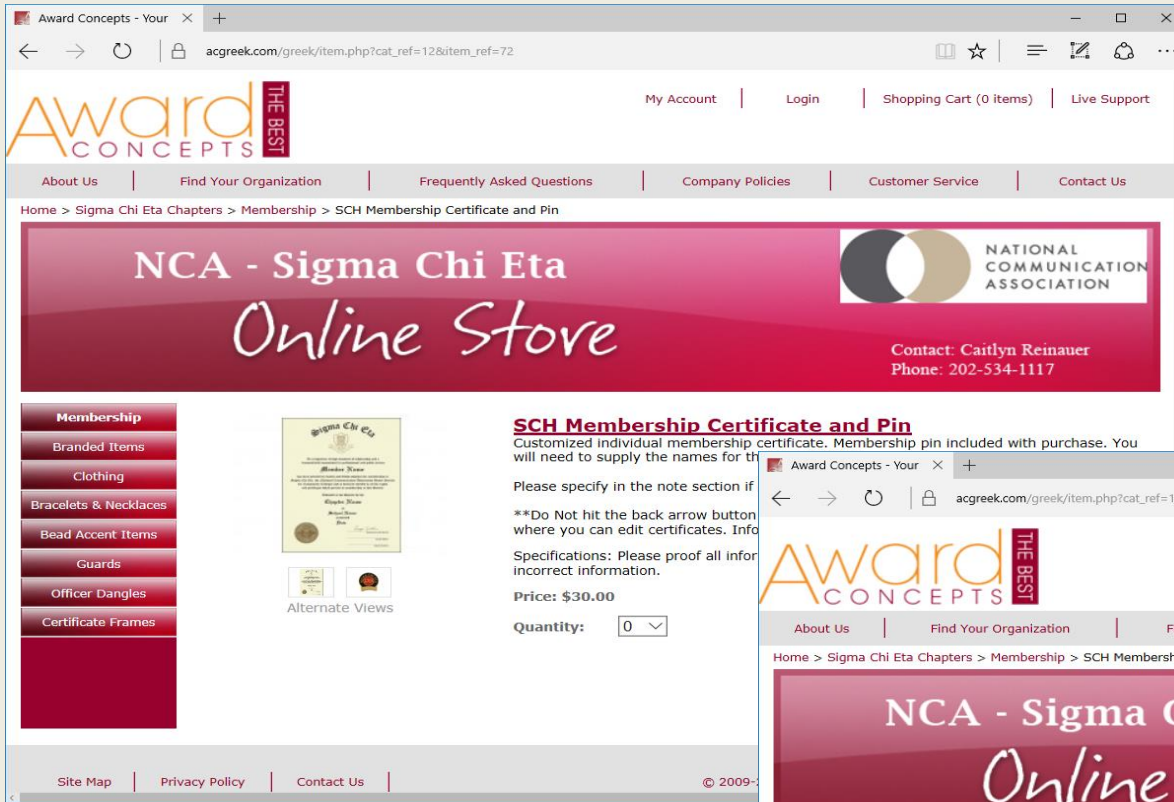 Award Concepts - Your
acgreek.com/greek/item.php?cat_ref=12&item_ref=72
Award
CONCEPTS
THE BEST
My Account
Login
Shopping Cart (0 items)
Live Support
About Us
Find Your Organization
Frequently Asked Questions
Company Policies
Customer Service
Contact Us
Home > Sigma Chi Eta Chapters > Membership > SCH Membership Certificate and Pin
NCA - Sigma Chi Eta
Online Store
NATIONAL
COMMUNICATION
ASSOCIATION
Contact: Caitlyn Reinauer
Phone: 202-534-1117
Membership
Branded Items
Clothing
Bracelets & Necklaces
Bead Accent Items
Guards
Officer Dangles
Certificate Frames
Sigma Chi Eta
Member Name
Chapter Name
Alternate Views
SCH Membership Certificate and Pin
Customized individual membership certificate. Membership pin included with purchase. You
will need to supply the names for th
Please specify in the note section if
**Do Not hit the back arrow button
where you can edit certificates. Info
Specifications: Please proof all infor
incorrect information.
Price: $30.00
Quantity: 0
Site Map
Privacy Policy
Contact Us
© 2009-
Award Concepts - Your
acgreek.com/greek/item.php?cat_ref=1
Award
CONCEPTS
THE BEST
About Us
Find Your Organization
F
Home > Sigma Chi Eta Chapters > Membership > SCH Membersh
NCA - Sigma C
Online